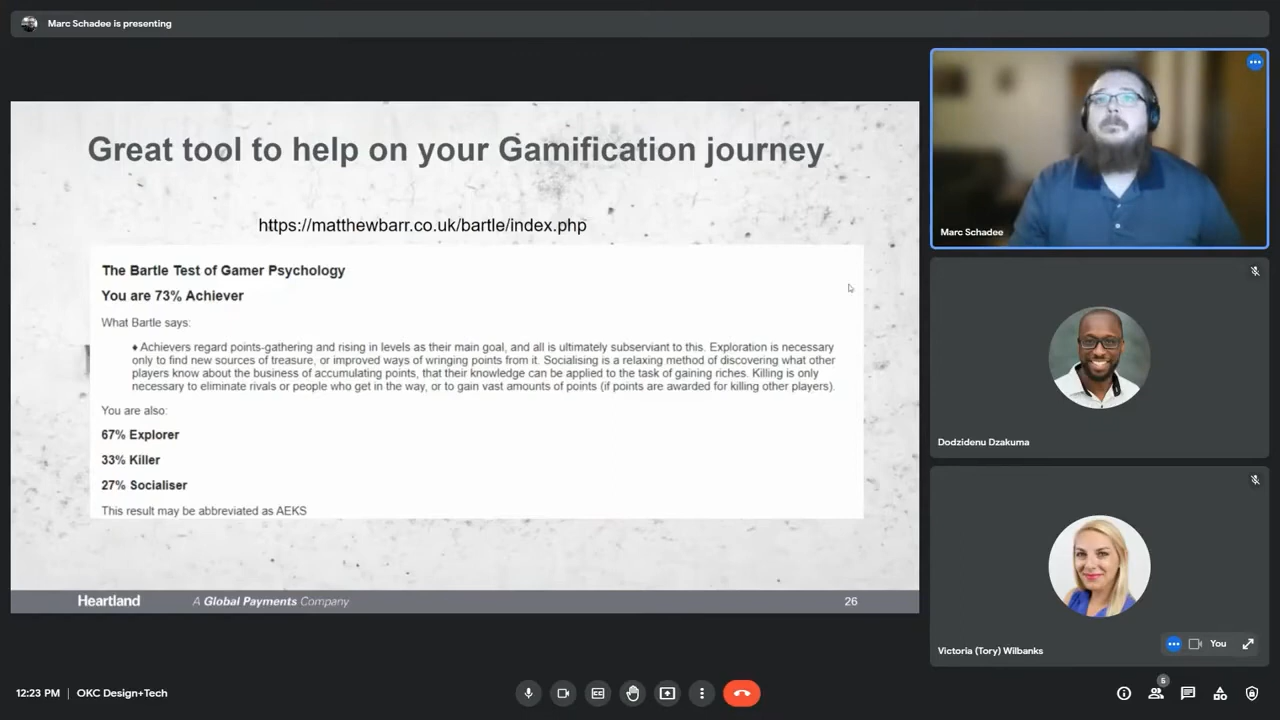 Marc Schadee is presenting
Great tool to help on your Gamification journey
https://matthewbarr.co.uk/bartle/index.php
The Bartle Test of Gamer Psychology
You are 73% Achiever
What Bartle says:
♦ Achievers regard points-gathering and rising in levels as their main goal, and all is ultimately subserviant to this. Exploration is necessary
only to find new sources of treasure, or improved ways of wringing points from it. Socialising is a relaxing method of discovering what other
players know about the business of accumulating points, that their knowledge can be applied to the task of gaining riches. Killing is only
necessary to eliminate rivals or people who get in the way, or to gain vast amounts of points (if points are awarded for killing other players).
You are also:
67% Explorer
33% Killer
27% Socialiser
This result may be abbreviated as AEKS
Heartland
A Global Payments Company
26
Marc Schadee
Dodzidenu Dzakuma
Victoria (Tory) Wilbanks
You
12:23 PM | OKC Design+Tech
6